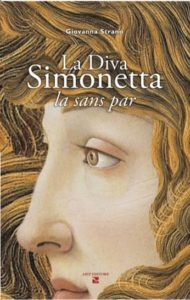 Giovanna Strano
La Diva
Simonetta
la sans par